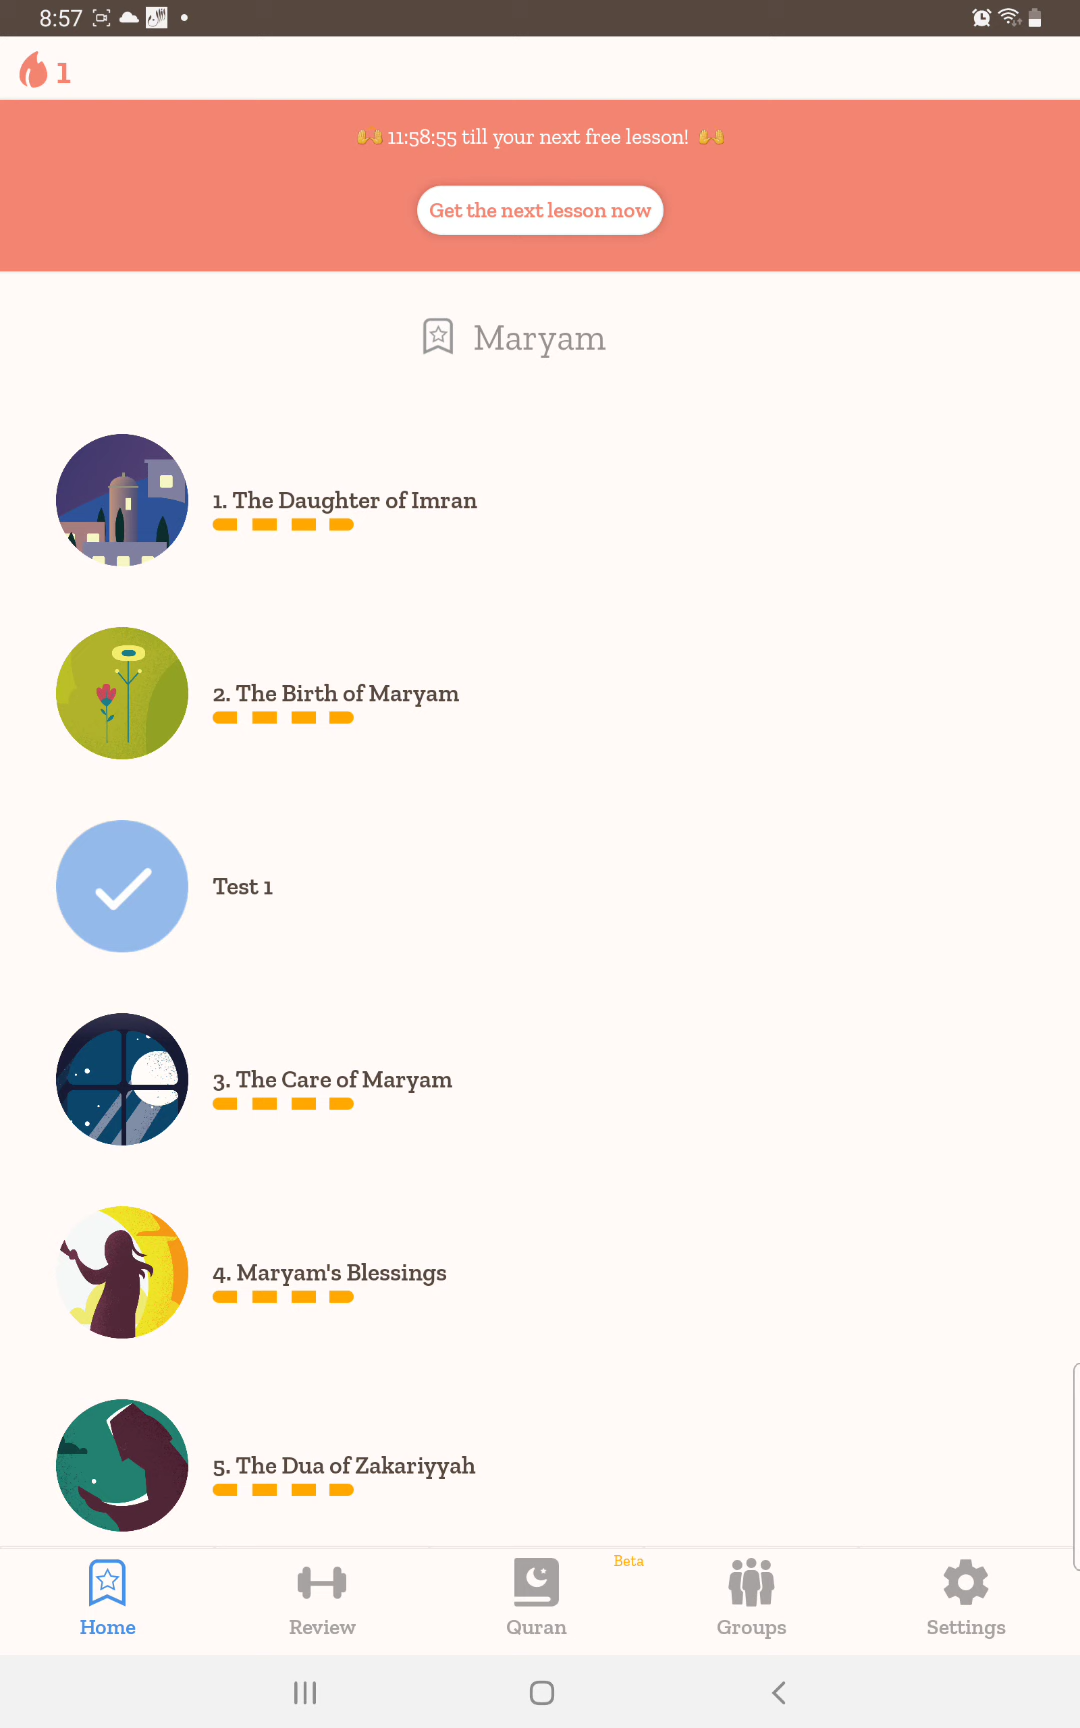 8:57
1
11:58:55 till your next free lesson!
Get the next lesson now
Maryam
1. The Daughter of Imran
2. The Birth of Maryam
Test 1
3. The Care of Maryam
4. Maryam's Blessings
5. The Dua of Zakariyyah
Beta
Home Review Quran Groups Settings